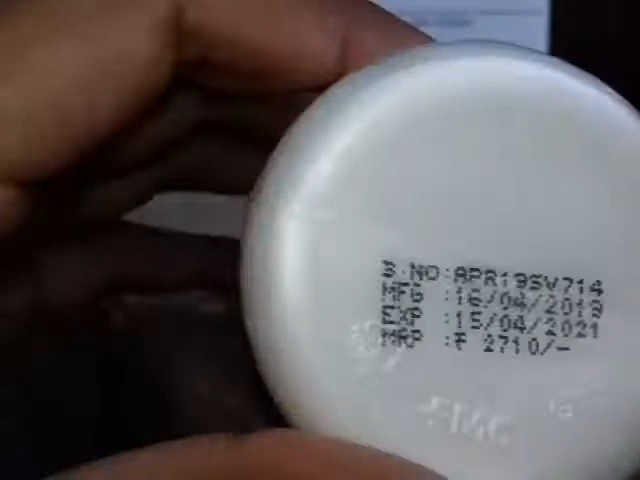 B.NO:APR19SV714
MFG :16/04/2019
EXP :15/04/2021
MRP :₹ 2710/-